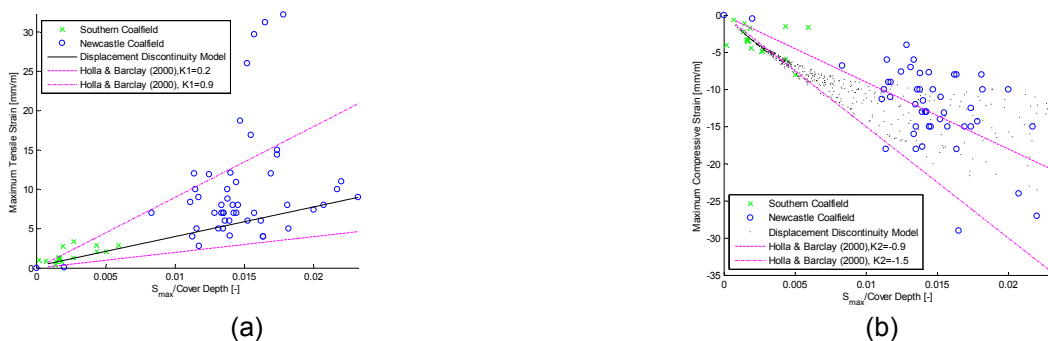 Southern Coalfield
Newcastle Coalfield
Displacement Discontinuity Model
Holla & Barclay (2000),K1=0.2
Holla & Barclay (2000), K1=0.9
Maximum Tensile Strain [mm/m]
30
25
20
15
10
5
0
0
0.005
0.01
0.015
0.02
S_max/Cover Depth [-]
(a)
Southern Coalfield
Newcastle Coalfield
Displacement Discontinuity Model
Holla & Barclay (2000),K2=-0.9
Holla & Barclay (2000), K2=-1.5
Maximum Compressive Strain [mm/m]
0
-5
-10
-15
-20
-25
-30
-35
0
0.005
0.01
0.015
0.02
S_max/Cover Depth [-]
(b)